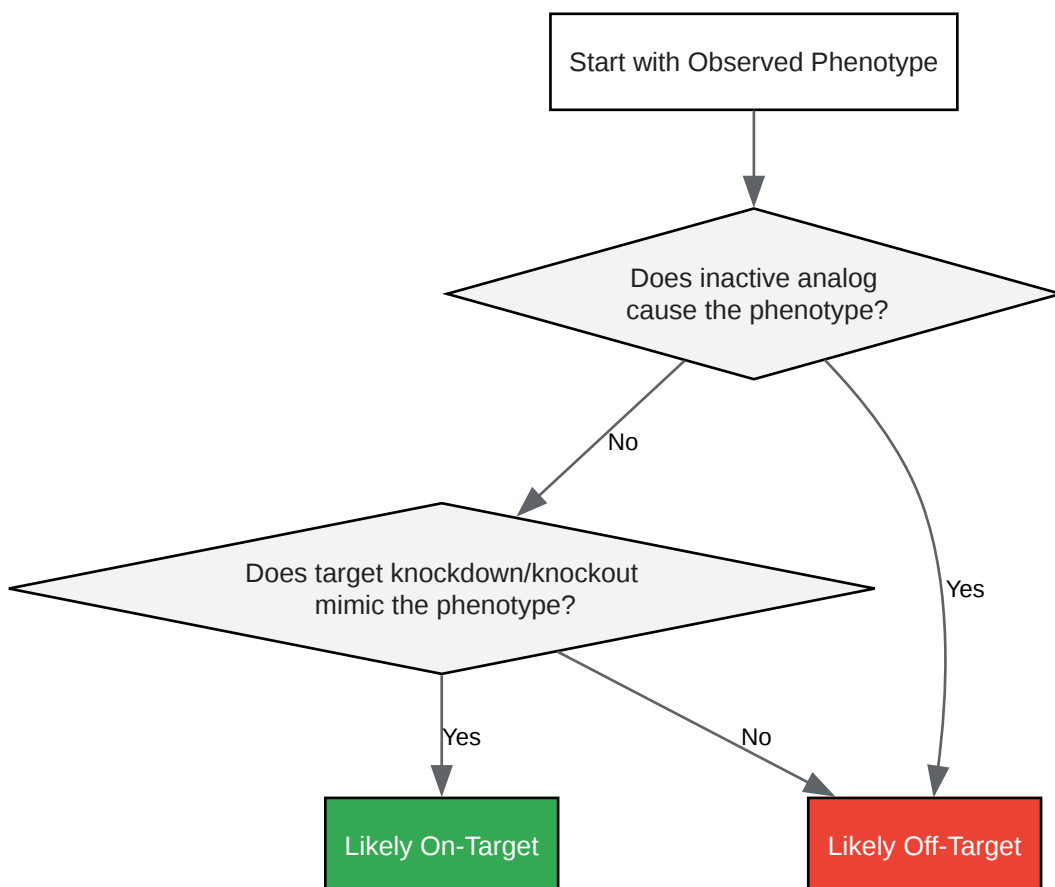 Start with Observed Phenotype
Does inactive analog
cause the phenotype?
No
Does target knockdown/knockout
mimic the phenotype?
Yes
Yes
No
Likely On-Target
Likely Off-Target